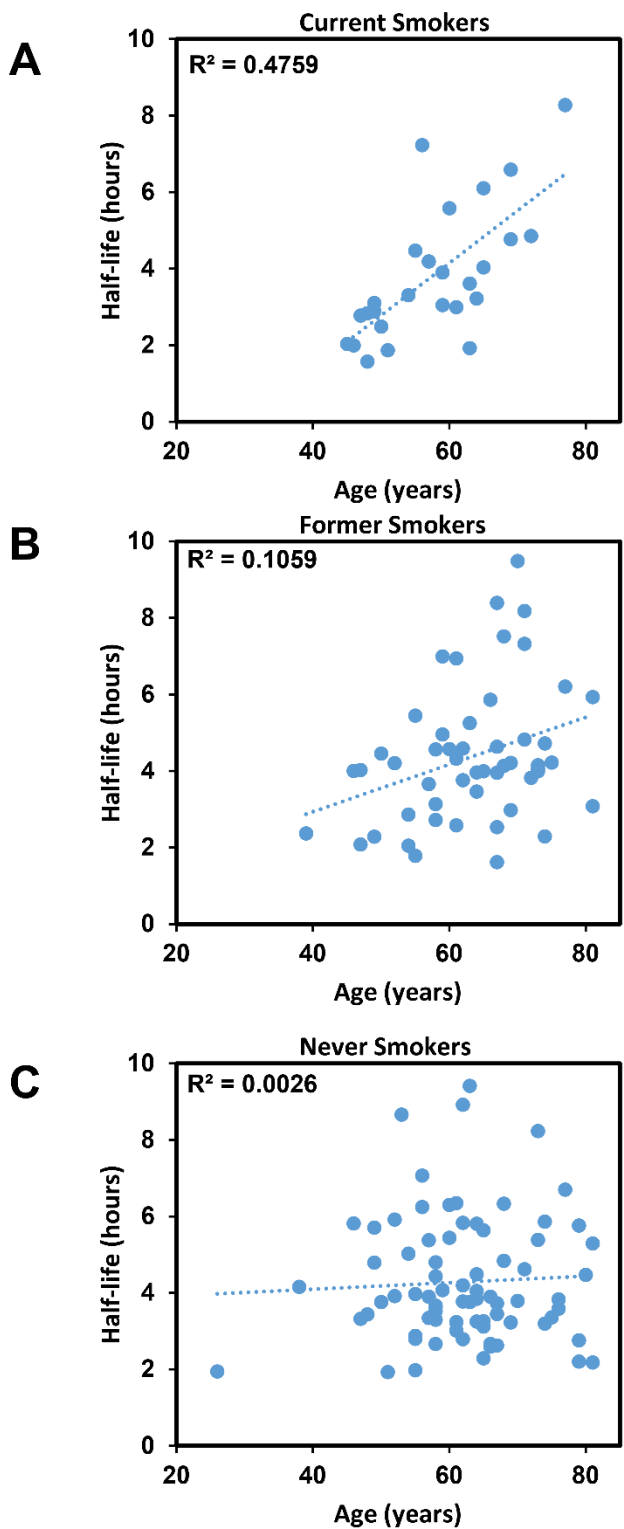 Current Smokers
A
R² = 0.4759
Half-life (hours)
10
8
6
4
2
0
20 40 60 80
Age (years)
Former Smokers
B
R² = 0.1059
Half-life (hours)
10
8
6
4
2
0
20 40 60 80
Age (years)
Never Smokers
C
R² = 0.0026
Half-life (hours)
10
8
6
4
2
0
20 40 60 80
Age (years)